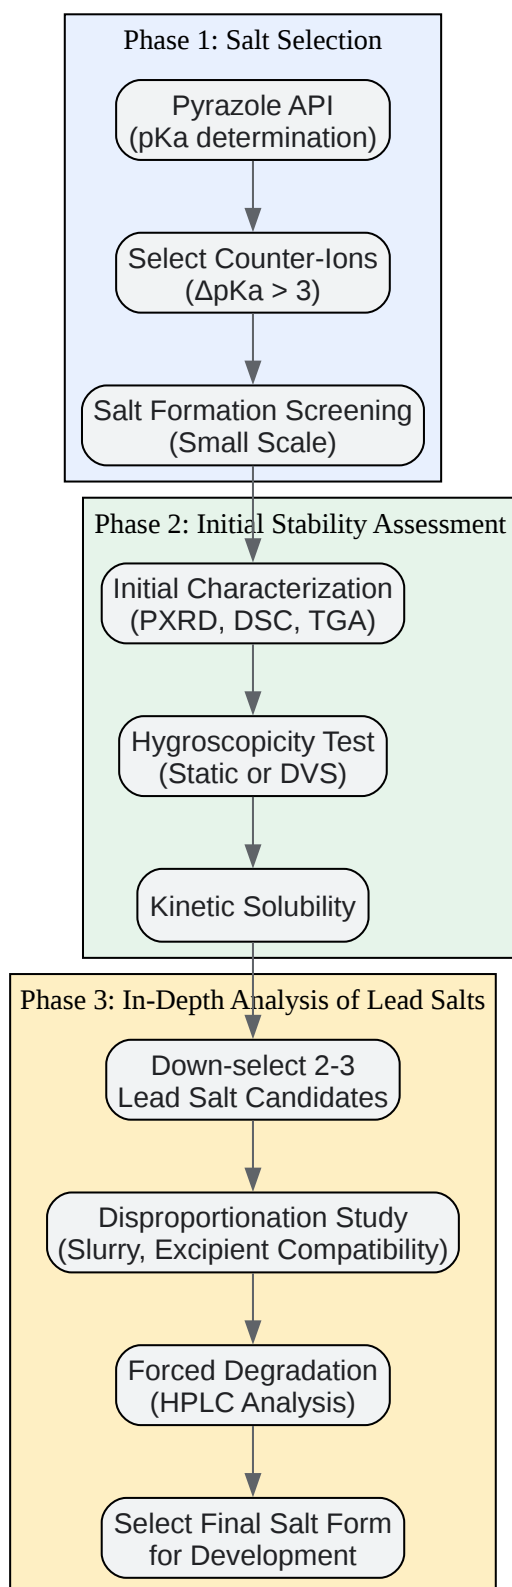 Phase 1: Salt Selection
Pyrazole API
(pKa determination)
Select Counter-Ions
(ΔpKa > 3)
Salt Formation Screening
(Small Scale)
Phase 2: Initial Stability Assessment
Initial Characterization
(PXRD, DSC, TGA)
Hygroscopicity Test
(Static or DVS)
Kinetic Solubility
Phase 3: In-Depth Analysis of Lead Salts
Down-select 2-3
Lead Salt Candidates
Disproportionation Study
(Slurry, Excipient Compatibility)
Forced Degradation
(HPLC Analysis)
Select Final Salt Form
for Development